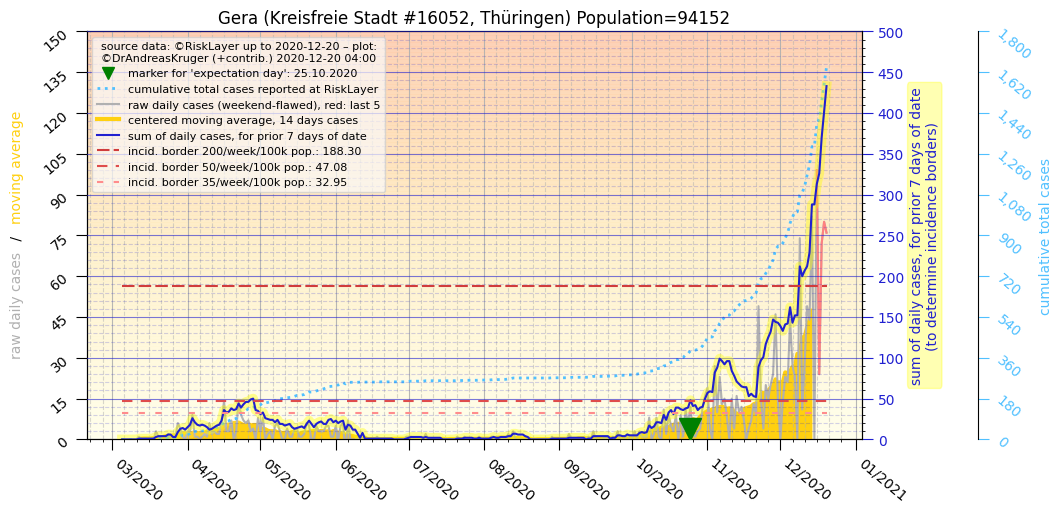 Gera (Kreisfreie Stadt #16052, Thüringen) Population=94152
source data: ©RiskLayer up to 2020-12-20 – plot:
©DrAndreasKruger (+contrib.) 2020-12-20 04:00
marker for 'expectation day': 25.10.2020
cumulative total cases reported at RiskLayer
raw daily cases (weekend-flawed), red: last 5
centered moving average, 14 days cases
sum of daily cases, for prior 7 days of date
incid. border 200/week/100k pop.: 188.30
incid. border 50/week/100k pop.: 47.08
incid. border 35/week/100k pop.: 32.95
raw daily cases / moving average
150
135
120
105
90
75
60
45
30
15
0
03/2020
04/2020
05/2020
06/2020
07/2020
08/2020
09/2020
10/2020
11/2020
12/2020
01/2021
500
450
400
350
300
250
200
150
100
50
0
sum of daily cases, for prior 7 days of date
(to determine incidence borders)
1,800
1,620
1,440
1,260
1,080
900
720
540
360
180
0
cumulative total cases